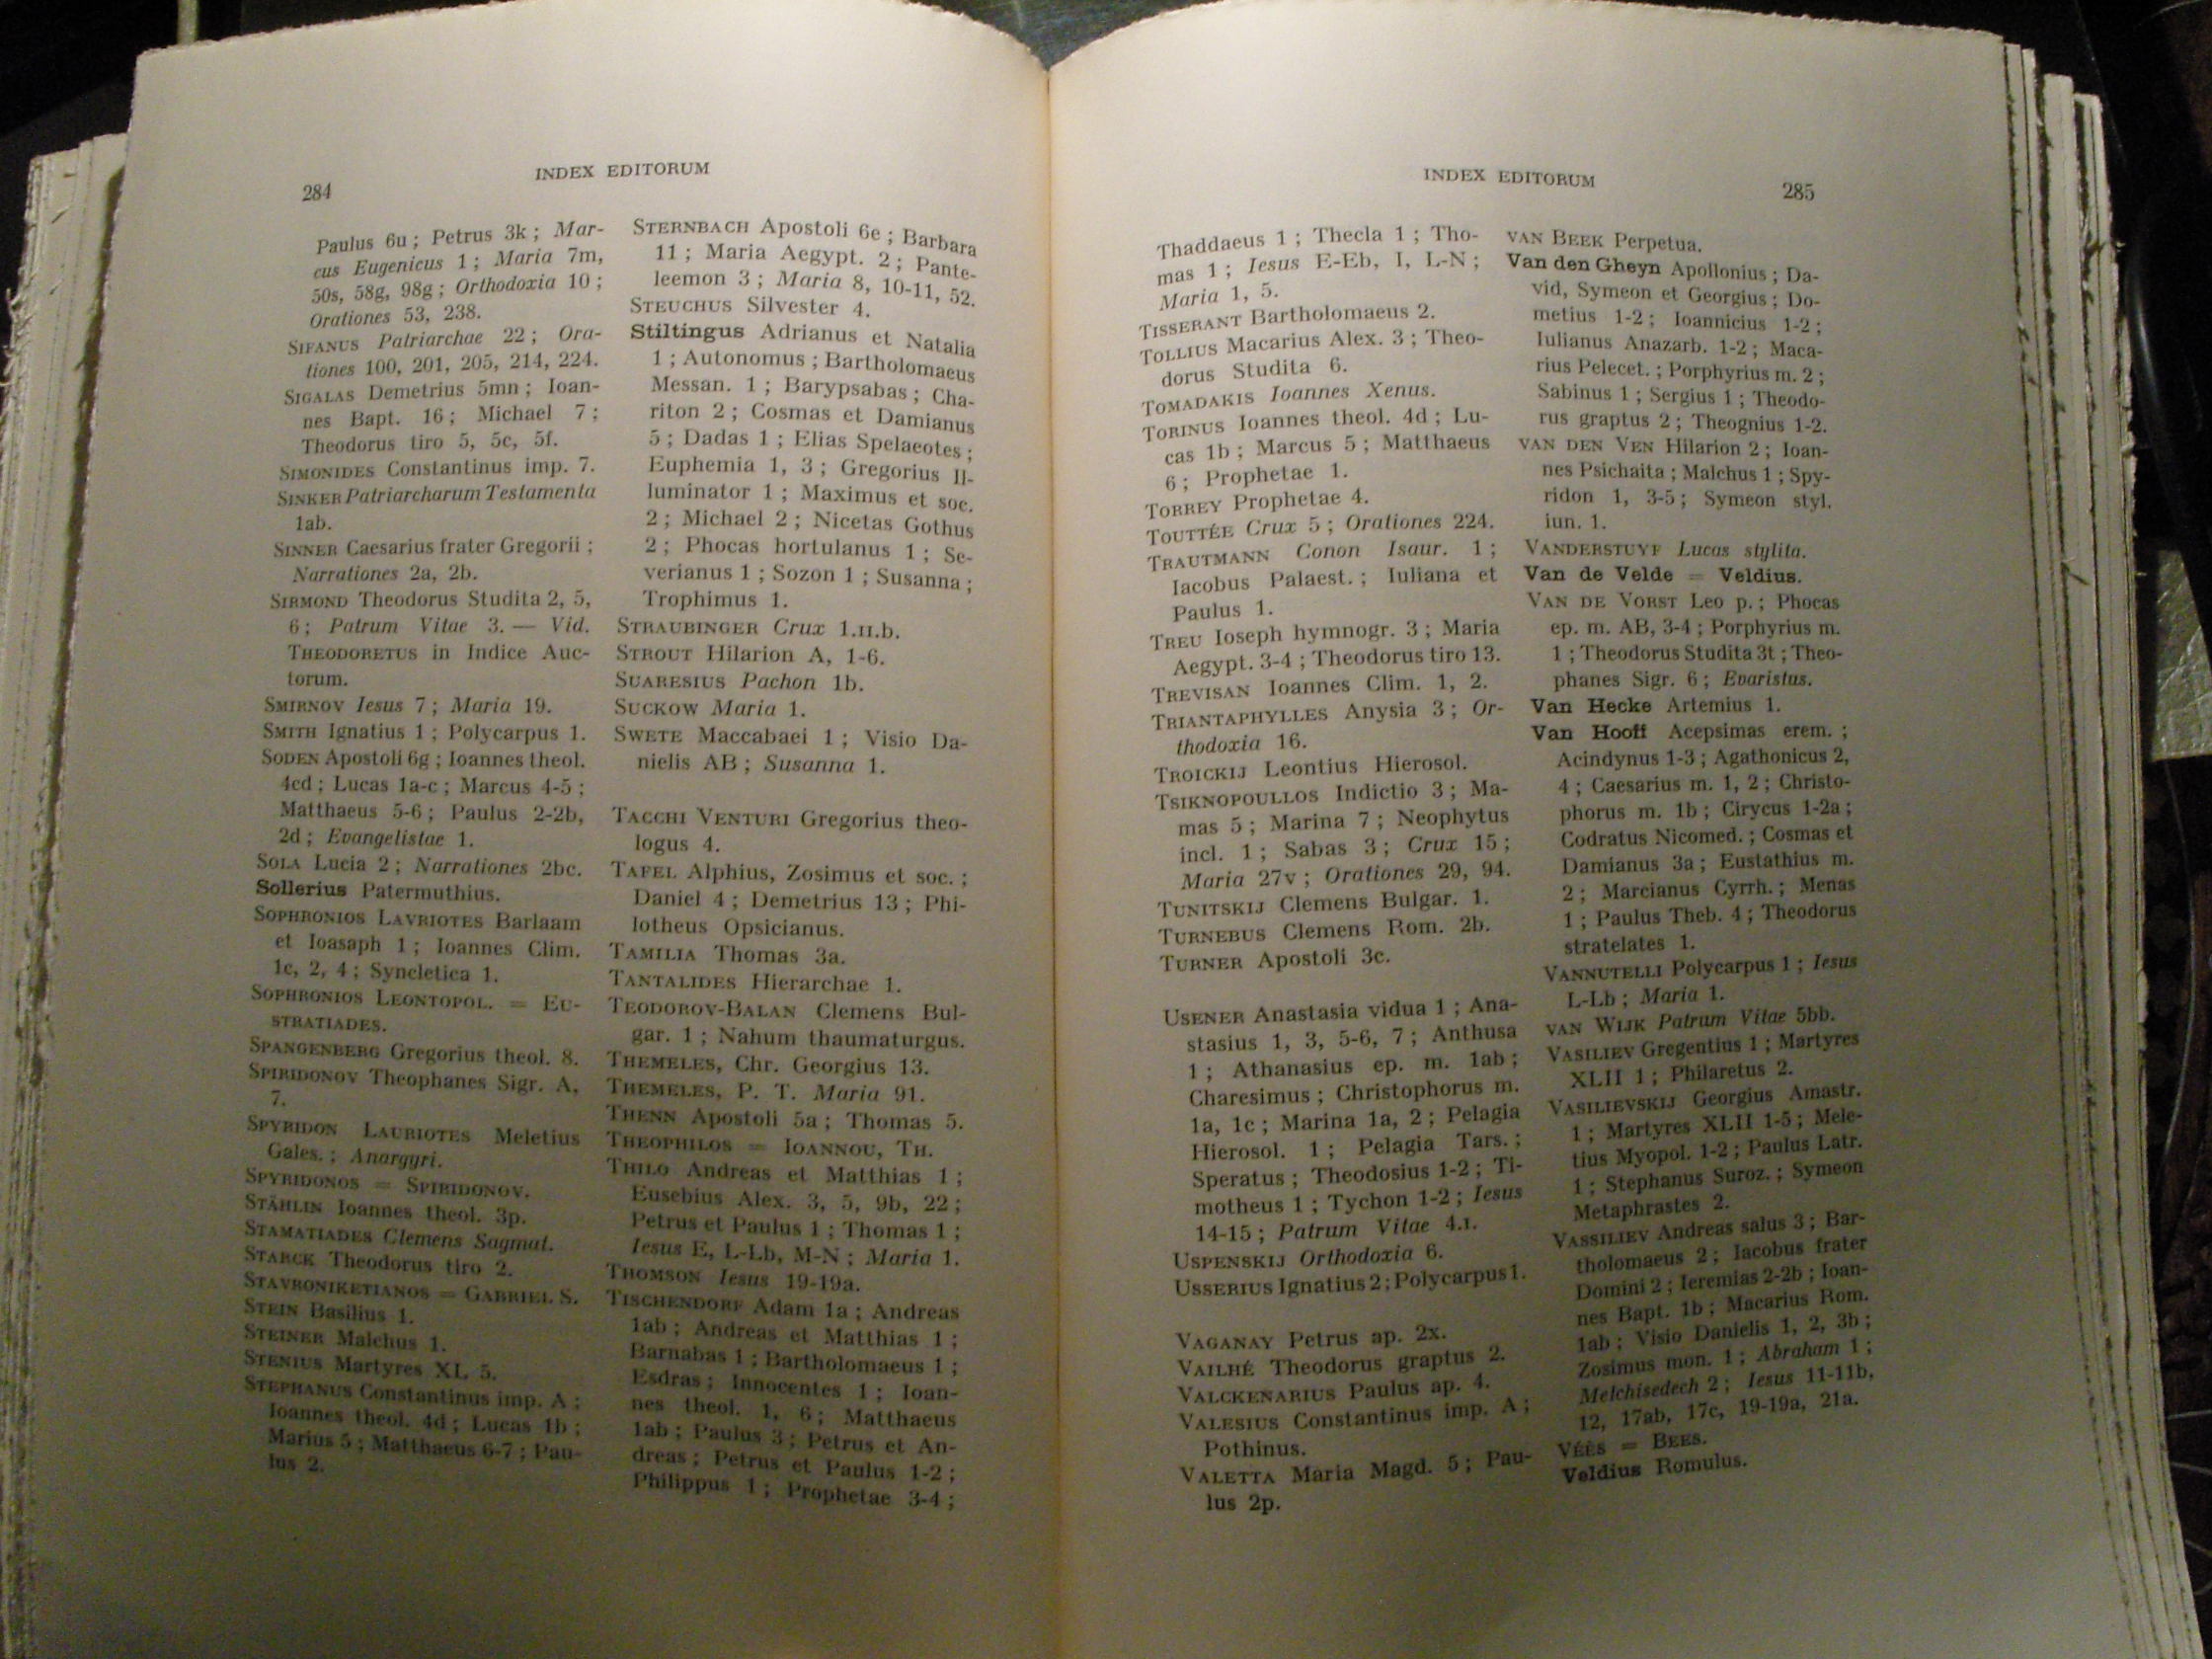 284
INDEX EDITORUM
Paulus 6u ; Petrus 3k ; Mar-
cus Eugenicus 1 ; Maria 7m,
50s, 58g, 98g ; Orthodoxia 10 ;
Orationes 53, 238.
SIFANUS Patriarchae 22 ; Ora-
tiones 100, 201, 205, 214, 224.
SIGALAS Demetrius 5mn ; Ioan-
nes Bapt. 16 ; Michael 7 ;
Theodorus tiro 5, 5c, 5f.
SIMONIDES Constantinus imp. 7.
SINKER Patriarcharum Testamenta
1ab.
SINNER Caesarius frater Gregorii ;
Narrationes 2a, 2b.
SIRMOND Theodorus Studita 2, 5,
6 ; Patrum Vitae 3. — Vid.
THEODORETUS in Indice Auc-
torum.
SMIRNOV Iesus 7 ; Maria 19.
SMITH Ignatius 1 ; Polycarpus 1.
SODEN Apostoli 6g ; Ioannes theol.
4cd ; Lucas 1a-c ; Marcus 4-5 ;
Matthaeus 5-6 ; Paulus 2-2b,
2d ; Evangelistae 1.
SOLA Lucia 2 ; Narrationes 2bc.
Sollerius Patermuthius.
SOPHRONIOS LAVRIOTES Barlaam
et Ioasaph 1 ; Ioannes Clim.
1c, 2, 4 ; Syncletica 1.
SOPHRONIOS LEONTOPOL. = EU-
STRATIADES.
SPANGENBERG Gregorius theol. 8.
SPIRIDONOV Theophanes Sigr. A,
7.
SPYRIDON LAURIOTES Meletius
Gales. ; Anargyri.
SPYRIDONOS = SPIRIDONOV.
STÄHLIN Ioannes theol. 3p.
STAMATIADES Clemens Sagmat.
STARCK Theodorus tiro 2.
STAVRONIKETIANOS = GABRIEL S.
STEIN Basilius 1.
STEINER Malchus 1.
STENIUS Martyres XL 5.
STEPHANUS Constantinus imp. A ;
Ioannes theol. 4d ; Lucas 1b ;
Marius 5 ; Matthaeus 6-7 ; Pau-
lus 2.
STERNBACH Apostoli 6e ; Barbara
11 ; Maria Aegypt. 2 ; Pante-
leemon 3 ; Maria 8, 10-11, 52.
STEUCHUS Silvester 4.
Stiltingus Adrianus et Natalia
1 ; Autonomus ; Bartholomaeus
Messan. 1 ; Barypsabas ; Cha-
riton 2 ; Cosmas et Damianus
5 ; Dadas 1 ; Elias Spelaeotes ;
Euphemia 1, 3 ; Gregorius Il-
luminator 1 ; Maximus et soc.
2 ; Michael 2 ; Nicetas Gothus
2 ; Phocas hortulanus 1 ; Se-
verianus 1 ; Sozon 1 ; Susanna ;
Trophimus 1.
STRAUBINGER Crux 1.II.b.
STROUT Hilarion A, 1-6.
SUARESIUS Pachon 1b.
SUCKOW Maria 1.
SWETE Maccabaei 1 ; Visio Da-
nielis AB ; Susanna 1.
TACCHI VENTURI Gregorius theo-
logus 4.
TAFEL Alphius, Zosimus et soc. ;
Daniel 4 ; Demetrius 13 ; Phi-
lotheus Opsicianus.
TAMILIA Thomas 3a.
TANTALIDES Hierarchae 1.
TEODOROV-BALAN Clemens Bul-
gar. 1 ; Nahum thaumaturgus.
THEMELES, Chr. Georgius 13.
THEMELES, P. T. Maria 91.
THENN Apostoli 5a ; Thomas 5.
THEOPHILOS = IOANNOU, TH.
THILO Andreas et Matthias 1 ;
Eusebius Alex. 3, 5, 9b, 22 ;
Petrus et Paulus 1 ; Thomas 1 ;
Iesus E, L-Lb, M-N ; Maria 1.
THOMSON Iesus 19-19a.
TISCHENDORF Adam 1a ; Andreas
1ab ; Andreas et Matthias 1 ;
Barnabas 1 ; Bartholomaeus 1 ;
Esdras ; Innocentes 1 ; Ioan-
nes theol. 1, 6 ; Matthaeus
1ab ; Paulus 3 ; Petrus et An-
dreas ; Petrus et Paulus 1-2 ;
Philippus 1 ; Prophetae 3-4 ;
INDEX EDITORUM
285
Thaddaeus 1 ; Thecla 1 ; Tho-
mas 1 ; Iesus E-Eb, I, L-N ;
Maria 1, 5.
TISSERANT Bartholomaeus 2.
TOLLIUS Macarius Alex. 3 ; Theo-
dorus Studita 6.
TOMADAKIS Ioannes Xenus.
TORINUS Ioannes theol. 4d ; Lu-
cas 1b ; Marcus 5 ; Matthaeus
6 ; Prophetae 1.
TORREY Prophetae 4.
TOUTTÉE Crux 5 ; Orationes 224.
TRAUTMANN Conon Isaur. 1 ;
Iacobus Palaest. ; Iuliana et
Paulus 1.
TREU Ioseph hymnogr. 3 ; Maria
Aegypt. 3-4 ; Theodorus tiro 13.
TREVISAN Ioannes Clim. 1, 2.
TRIANTAPHYLLES Anysia 3 ; Or-
thodoxia 16.
TROICKIJ Leontius Hierosol.
TSIKNOPOULLOS Indictio 3 ; Ma-
mas 5 ; Marina 7 ; Neophytus
incl. 1 ; Sabas 3 ; Crux 15 ;
Maria 27v ; Orationes 29, 94.
TUNITSKIJ Clemens Bulgar. 1.
TURNEBUS Clemens Rom. 2b.
TURNER Apostoli 3c.
USENER Anastasia vidua 1 ; Ana-
stasius 1, 3, 5-6, 7 ; Anthusa
1 ; Athanasius ep. m. 1ab ;
Charesimus ; Christophorus m.
1a, 1c ; Marina 1a, 2 ; Pelagia
Hierosol. 1 ; Pelagia Tars. ;
Speratus ; Theodosius 1-2 ; Ti-
motheus 1 ; Tychon 1-2 ; Iesus
14-15 ; Patrum Vitae 4.I.
USPENSKIJ Orthodoxia 6.
USSERIUS Ignatius 2 ; Polycarpus 1.
VAGANAY Petrus ap. 2x.
VAILHÉ Theodorus graptus 2.
VALCKENARIUS Paulus ap. 4.
VALESIUS Constantinus imp. A ;
Pothinus.
VALETTA Maria Magd. 5 ; Pau-
lus 2p.
VAN BEEK Perpetua.
Van den Gheyn Apollonius ; Da-
vid, Symeon et Georgius ; Do-
metius 1-2 ; Ioannicius 1-2 ;
Iulianus Anazarb. 1-2 ; Maca-
rius Pelecet. ; Porphyrius m. 2 ;
Sabinus 1 ; Sergius 1 ; Theodo-
rus graptus 2 ; Theognius 1-2.
VAN DEN VEN Hilarion 2 ; Ioan-
nes Psichaita ; Malchus 1 ; Spy-
ridon 1, 3-5 ; Symeon styl.
iun. 1.
VANDERSTUYF Lucas stylita.
Van de Velde = Veldius.
VAN DE VORST Leo p. ; Phocas
ep. m. AB, 3-4 ; Porphyrius m.
1 ; Theodorus Studita 3t ; Theo-
phanes Sigr. 6 ; Evaristus.
Van Hecke Artemius 1.
Van Hooff Acepsimas erem. ;
Acindynus 1-3 ; Agathonicus 2,
4 ; Caesarius m. 1, 2 ; Christo-
phorus m. 1b ; Cirycus 1-2a ;
Codratus Nicomed. ; Cosmas et
Damianus 3a ; Eustathius m.
2 ; Marcianus Cyrrh. ; Menas
1 ; Paulus Theb. 4 ; Theodorus
stratelates 1.
VANNUTELLI Polycarpus 1 ; Iesus
L-Lb ; Maria 1.
VAN WIJK Patrum Vitae 5bb.
VASILIEV Gregentius 1 ; Martyres
XLII 1 ; Philaretus 2.
VASILIEVSKIJ Georgius Amastr.
1 ; Martyres XLII 1-5 ; Mele-
tius Myopol. 1-2 ; Paulus Latr.
1 ; Stephanus Suroz. ; Symeon
Metaphrastes 2.
VASSILIEV Andreas salus 3 ; Bar-
tholomaeus 2 ; Iacobus frater
Domini 2 ; Ieremias 2-2b ; Ioan-
nes Bapt. 1b ; Macarius Rom.
1ab ; Visio Danielis 1, 2, 3b ;
Zosimus mon. 1 ; Abraham 1 ;
Melchisedech 2 ; Iesus 11-11b,
12, 17ab, 17c, 19-19a, 21a.
VÉÈS = BEES.
Veldius Romulus.